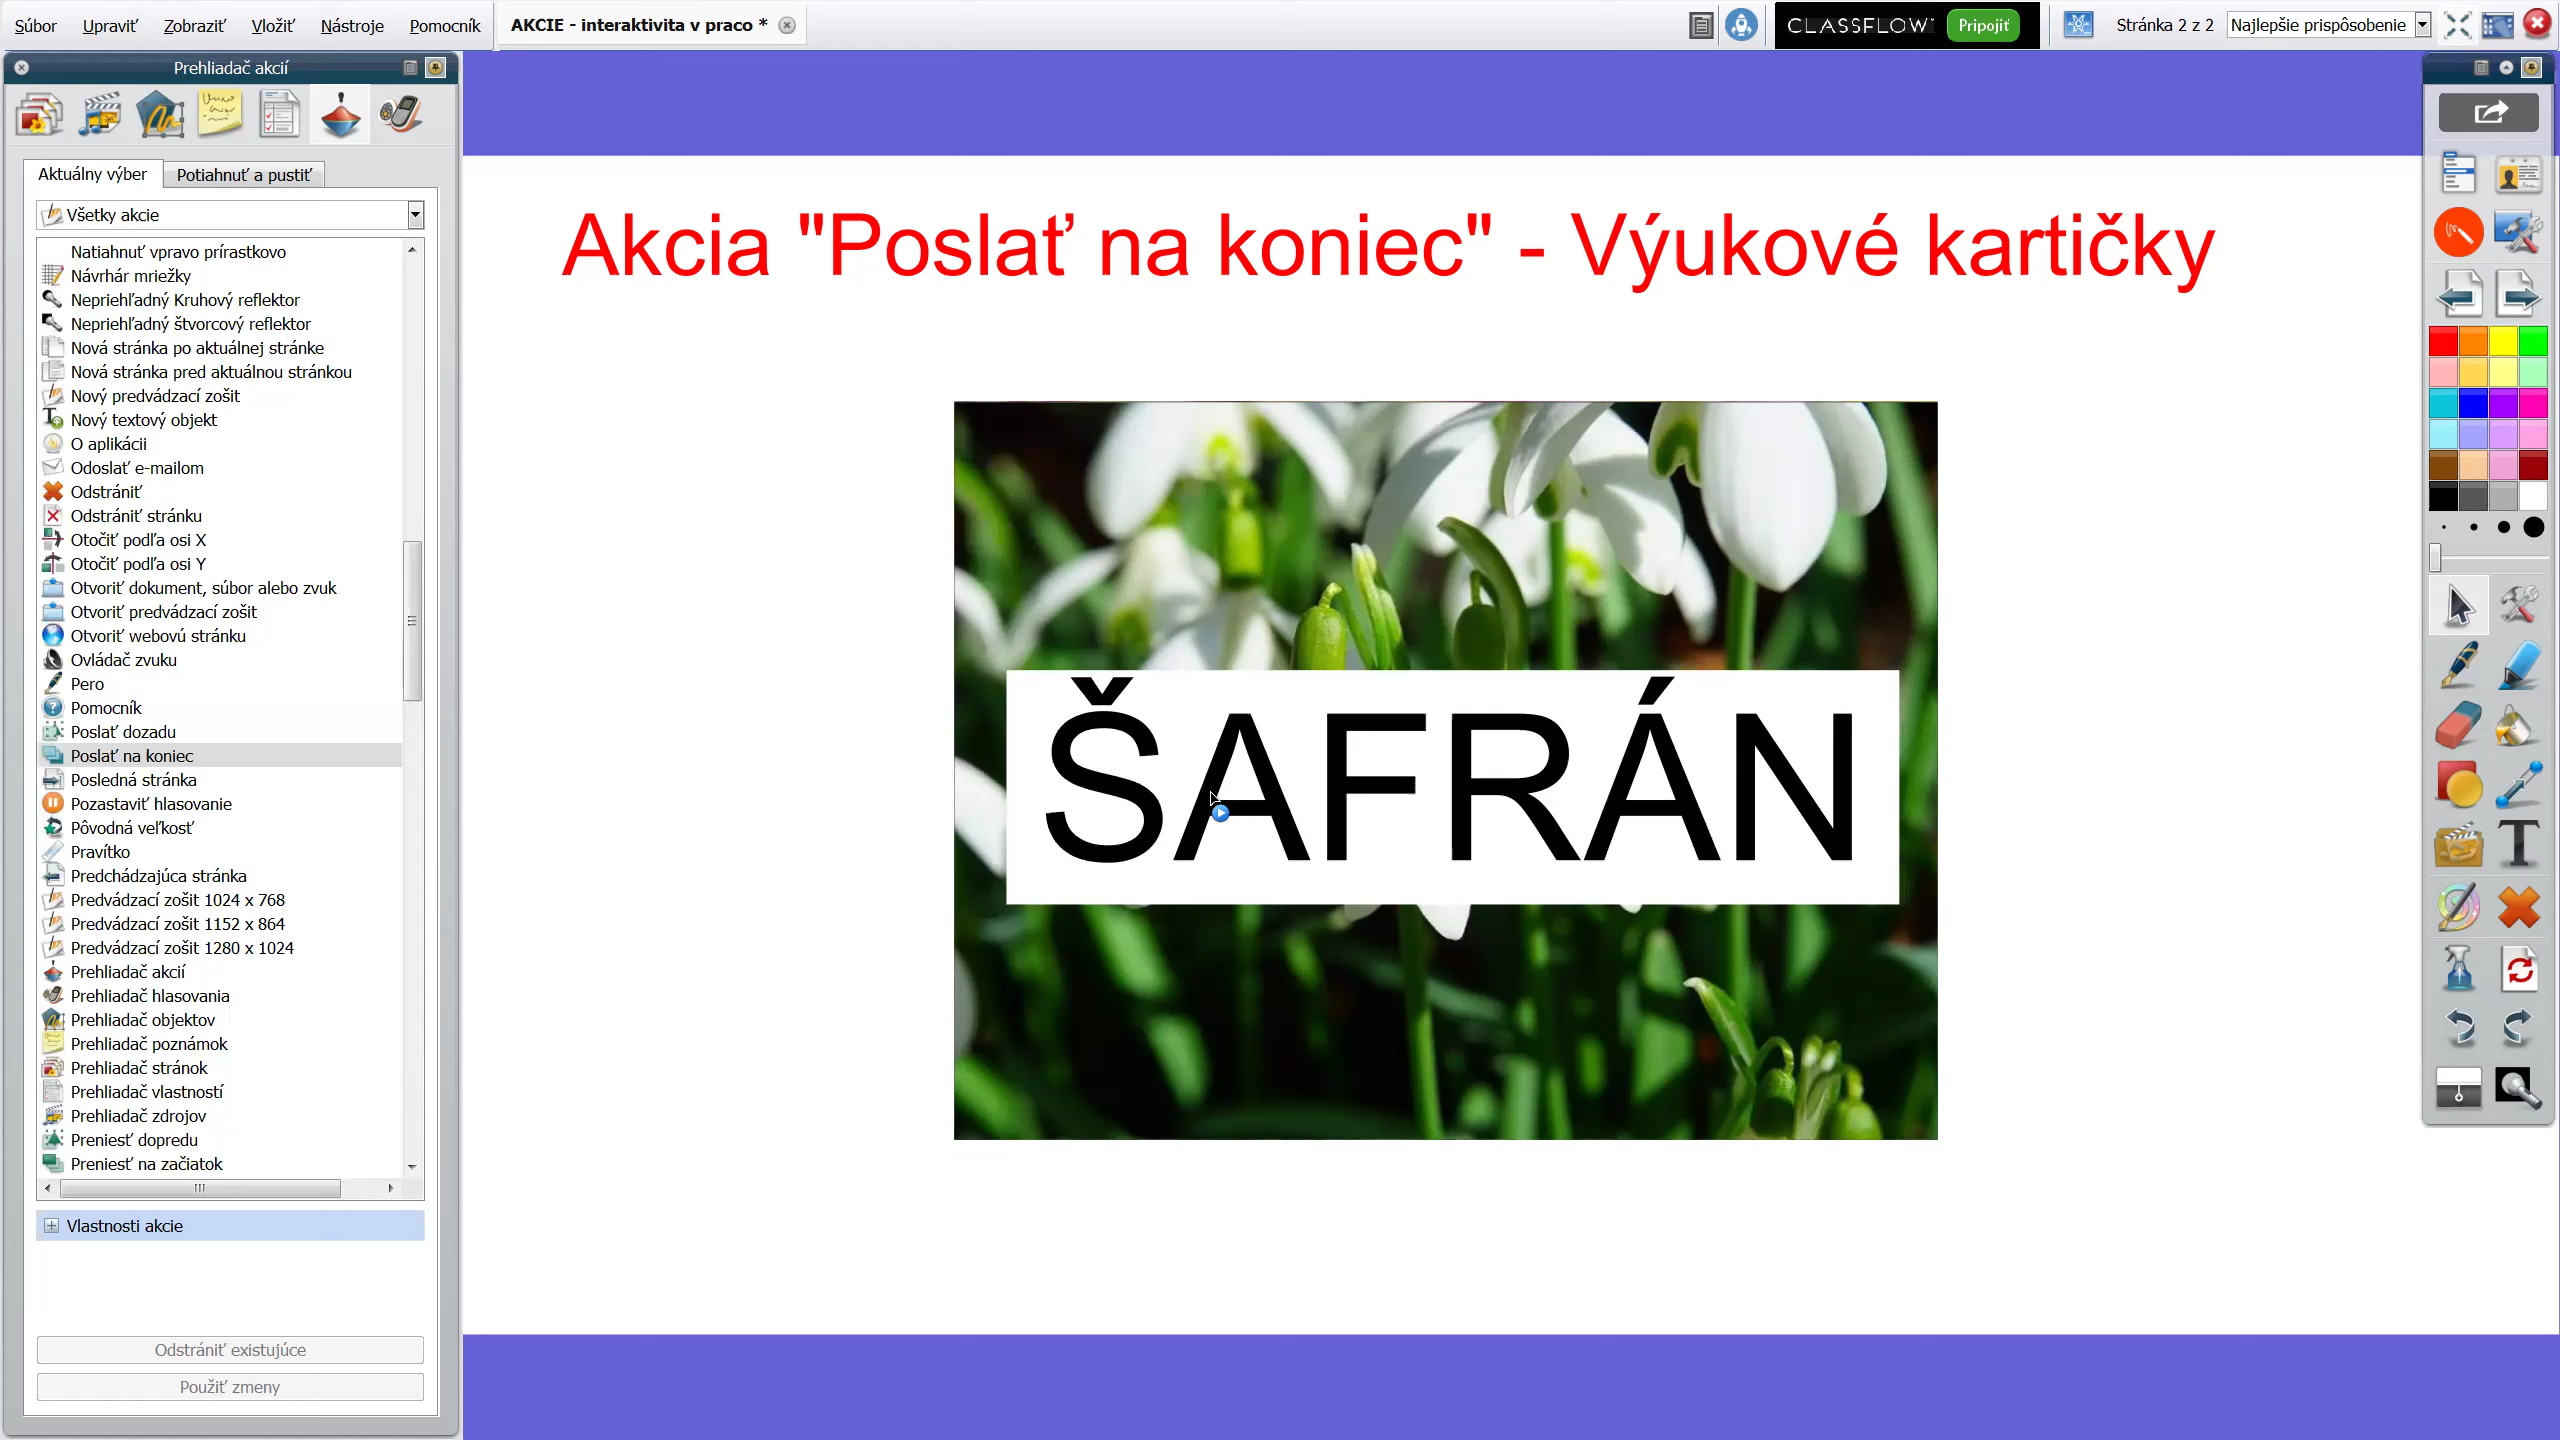 Súbor Upraviť Zobraziť Vložiť Nástroje Pomocník
AKCIE - interaktivita v praco *
CLASSFLOW Pripojiť
Stránka 2 z 2
Najlepšie prispôsobenie
Prehliadač akcií
Aktuálny výber
Potiahnuť a pustiť
Všetky akcie
Natiahnuť vpravo prírastkovo
Návrhár mriežky
Nepriehľadný Kruhový reflektor
Nepriehľadný štvorcový reflektor
Nová stránka po aktuálnej stránke
Nová stránka pred aktuálnou stránkou
Nový predvádzací zošit
Nový textový objekt
O aplikácii
Odoslať e-mailom
Odstrániť
Odstrániť stránku
Otočiť podľa osi X
Otočiť podľa osi Y
Otvoriť dokument, súbor alebo zvuk
Otvoriť predvádzací zošit
Otvoriť webovú stránku
Ovládač zvuku
Pero
Pomocník
Poslať dozadu
Poslať na koniec
Posledná stránka
Pozastaviť hlasovanie
Pôvodná veľkosť
Pravítko
Predchádzajúca stránka
Predvádzací zošit 1024 x 768
Predvádzací zošit 1152 x 864
Predvádzací zošit 1280 x 1024
Prehliadač akcií
Prehliadač hlasovania
Prehliadač objektov
Prehliadač poznámok
Prehliadač stránok
Prehliadač vlastností
Prehliadač zdrojov
Preniesť dopredu
Preniesť na začiatok
Vlastnosti akcie
Odstrániť existujúce
Použiť zmeny
Akcia "Poslať na koniec" - Výukové kartičky
ŠAFRÁN